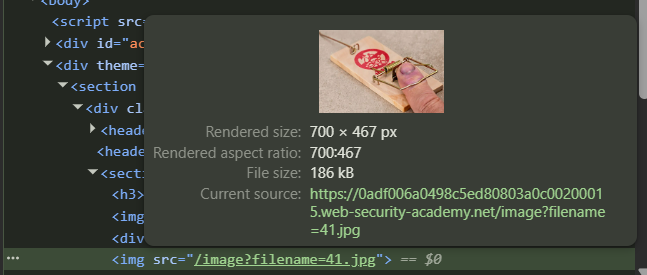 <body>
<script src=
<div id="ac
<div theme=
<section
<div cl
<heade
<heade
<secti
<h3>
<img
<div
Rendered size: 700 × 467 px
Rendered aspect ratio: 700∶467
File size: 186 kB
Current source: https://0adf006a0498c5ed80803a0c0020001
5.web-security-academy.net/image?filename
=41.jpg
<img src="/image?filename=41.jpg"> == $0